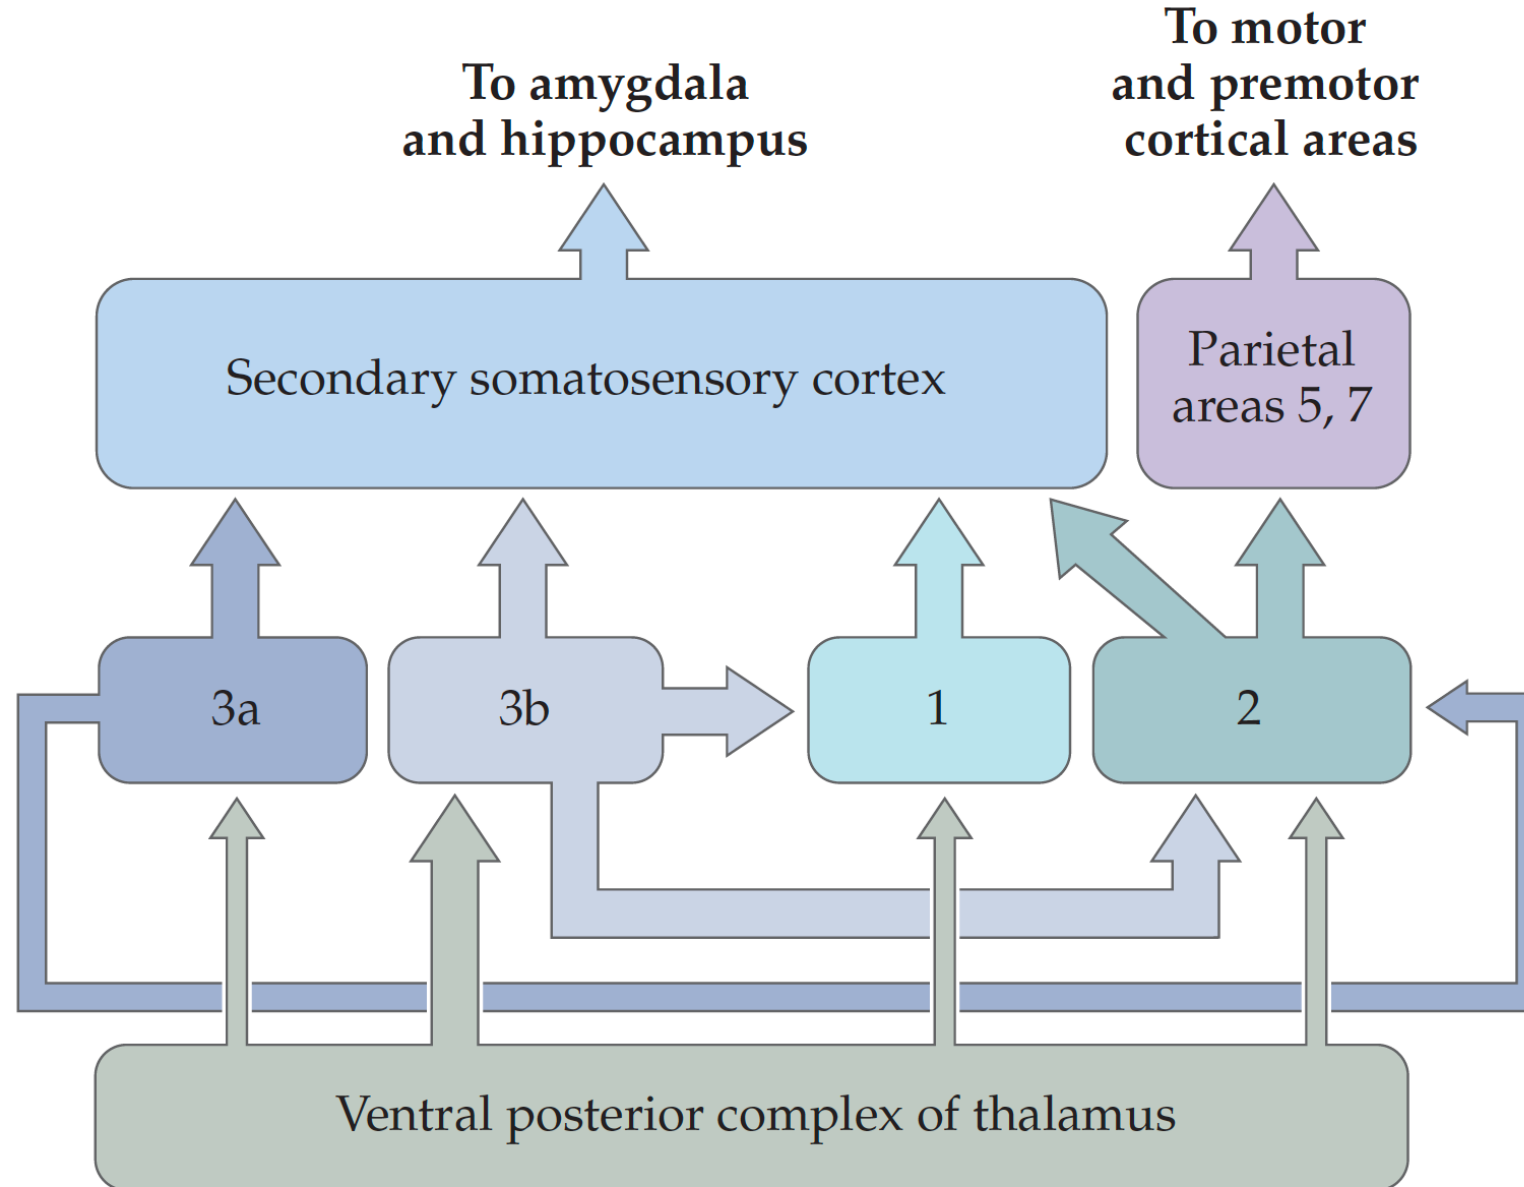 To amygdala
and hippocampus
To motor
and premotor
cortical areas
Secondary somatosensory cortex
Parietal
areas 5, 7
3a
3b
1
2
Ventral posterior complex of thalamus